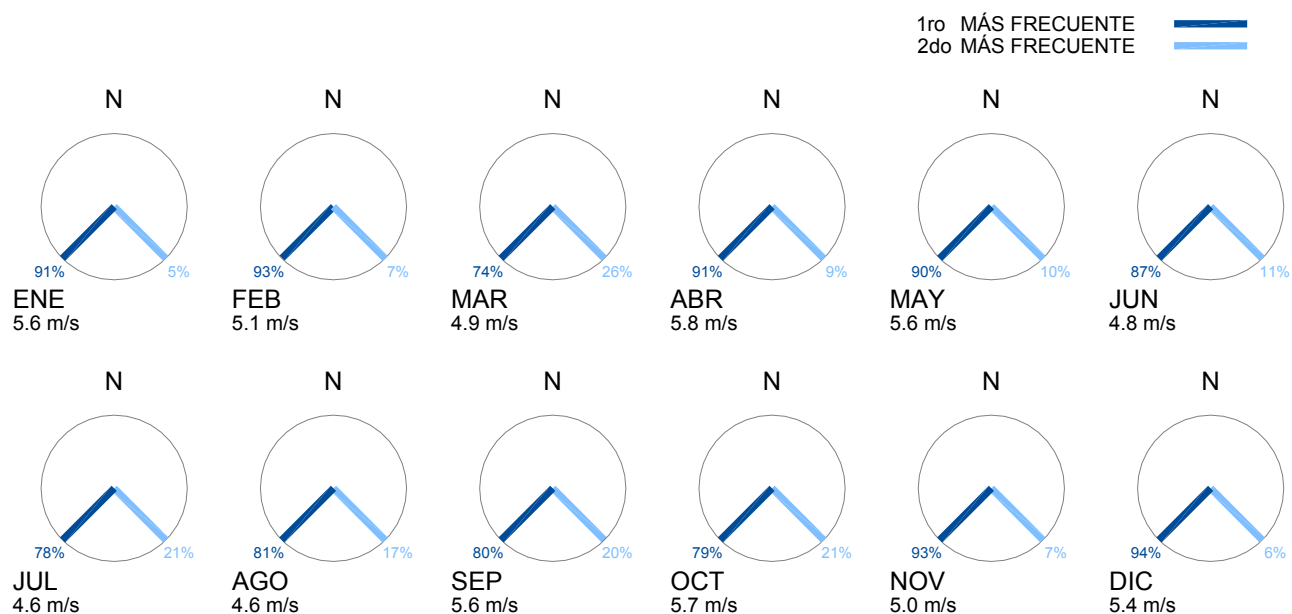 1ro MÁS FRECUENTE
2do MÁS FRECUENTE
N N N N N N
91% 5% 93% 7% 74% 26% 91% 9% 90% 10% 87% 11%
ENE FEB MAR ABR MAY JUN
5.6 m/s 5.1 m/s 4.9 m/s 5.8 m/s 5.6 m/s 4.8 m/s
N N N N N N
78% 21% 81% 17% 80% 20% 79% 21% 93% 7% 94% 6%
JUL AGO SEP OCT NOV DIC
4.6 m/s 4.6 m/s 5.6 m/s 5.7 m/s 5.0 m/s 5.4 m/s